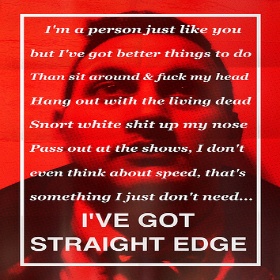 I'm a person just like you
but I've got better things to do
Than sit around & fuck my head
Hang out with the living dead
Snort white shit up my nose
Pass out at the shows, I don't
even think about speed, that's
something I just don't need...
I'VE GOT
STRAIGHT EDGE